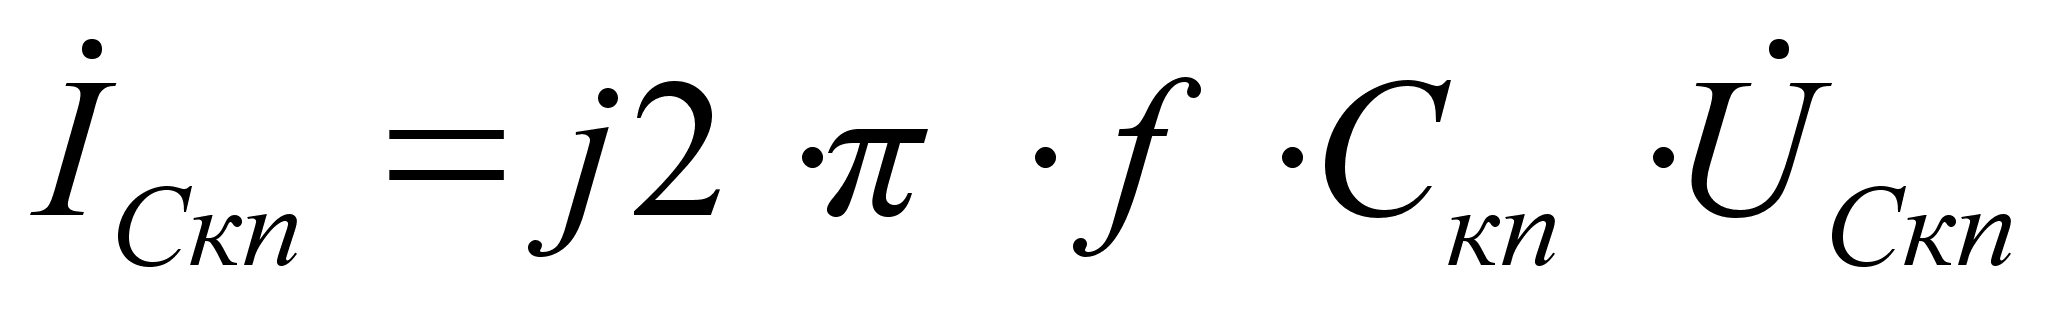 İ_Скп = j2 · π · f · C_кп · U̇_Скп